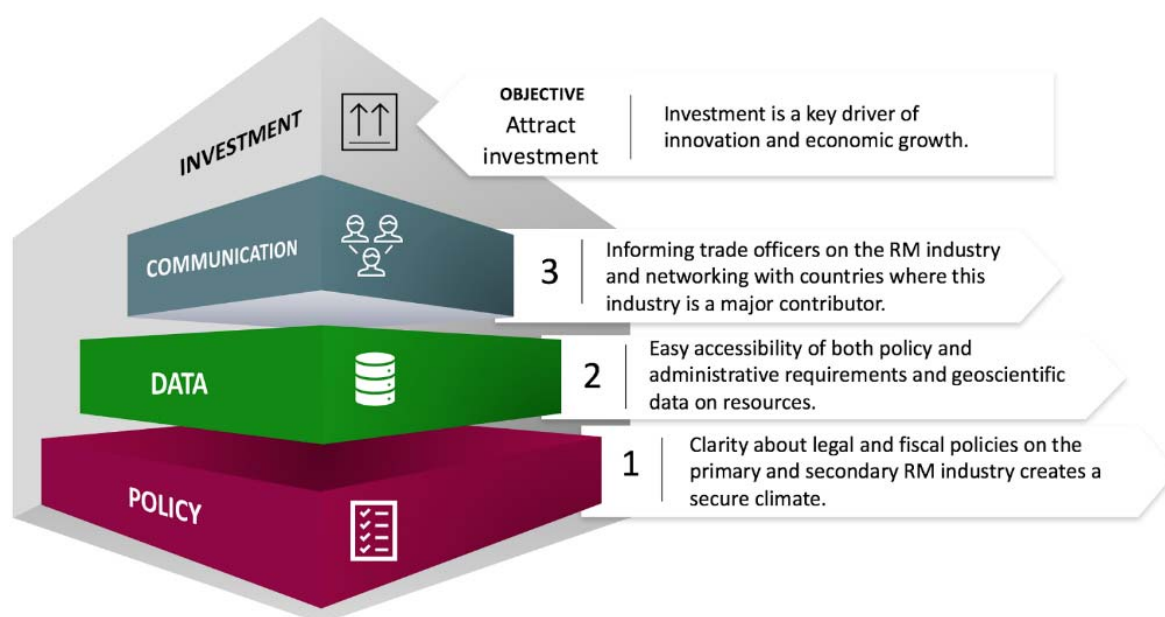 INVESTMENT
OBJECTIVE
Attract
investment
Investment is a key driver of
innovation and economic growth.
COMMUNICATION
3
Informing trade officers on the RM industry
and networking with countries where this
industry is a major contributor.
DATA
2
Easy accessibility of both policy and
administrative requirements and geoscientific
data on resources.
POLICY
1
Clarity about legal and fiscal policies on the
primary and secondary RM industry creates a
secure climate.